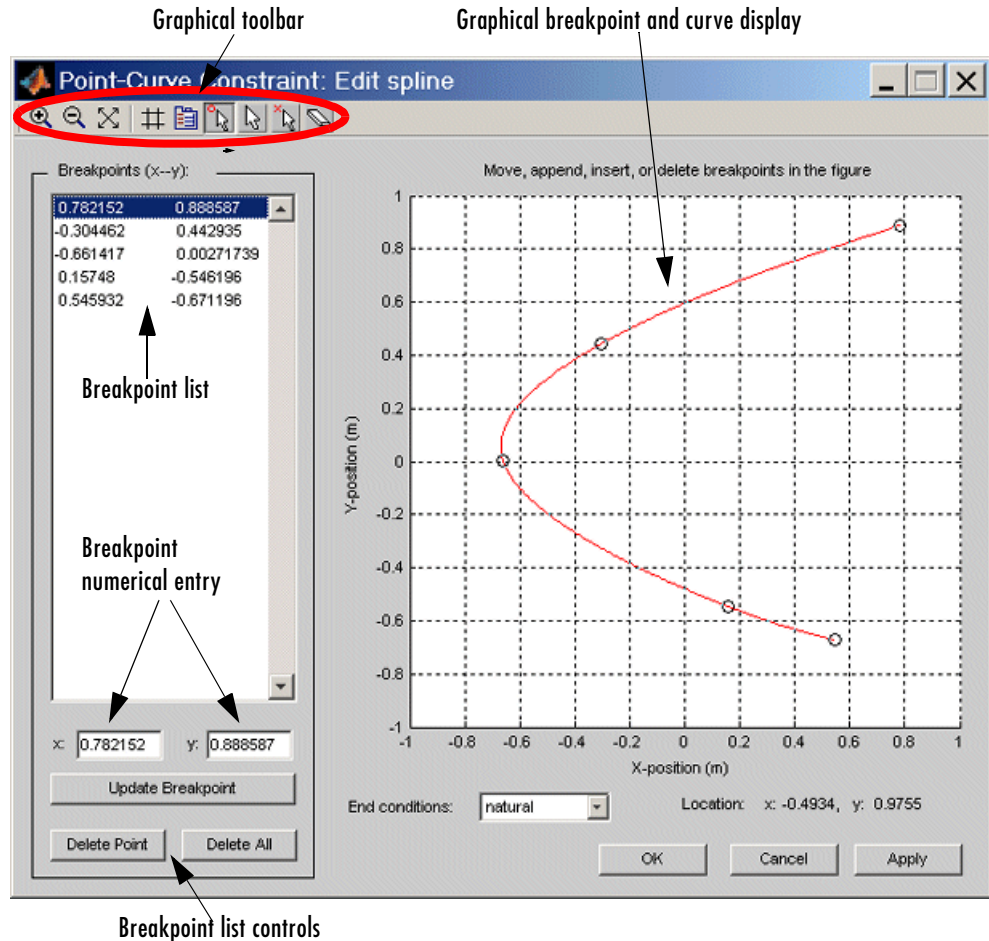 Graphical toolbar
Graphical breakpoint and curve display
Point-Curve Constraint: Edit spline
Breakpoints (x--y):
0.782152 0.888587
-0.304462 0.442935
-0.661417 0.00271739
0.15748 -0.546196
0.545932 -0.671196
Breakpoint list
Breakpoint
numerical entry
x: 0.782152 y: 0.888587
Update Breakpoint
Delete Point Delete All
Breakpoint list controls
Move, append, insert, or delete breakpoints in the figure
1
0.8
0.6
0.4
0.2
0
-0.2
-0.4
-0.6
-0.8
-1
Y-position (m)
-1 -0.8 -0.6 -0.4 -0.2 0 0.2 0.4 0.6 0.8 1
X-position (m)
End conditions: natural Location: x: -0.4934, y: 0.9755
OK Cancel Apply